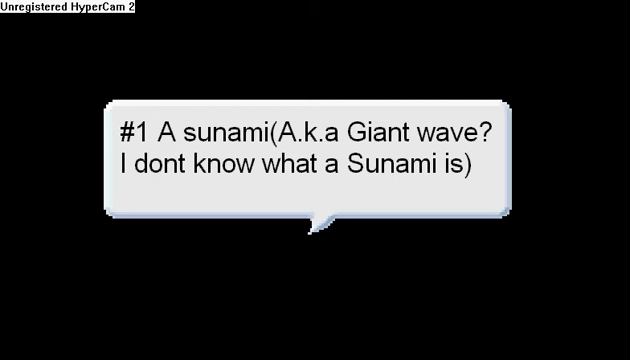 Unregistered HyperCam 2
#1 A sunami(A.k.a Giant wave?
I dont know what a Sunami is)